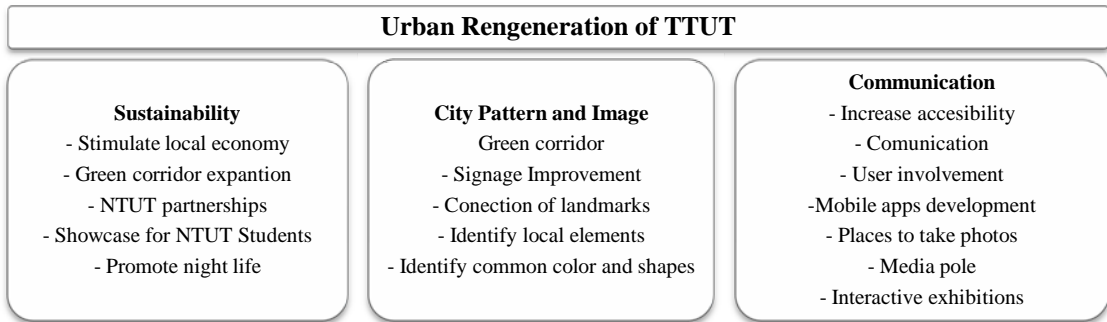 Urban Rengeneration of TTUT
Sustainability
- Stimulate local economy
- Green corridor expantion
- NTUT partnerships
- Showcase for NTUT Students
- Promote night life
City Pattern and Image
Green corridor
- Signage Improvement
- Conection of landmarks
- Identify local elements
- Identify common color and shapes
Communication
- Increase accesibility
- Comunication
- User involvement
-Mobile apps development
- Places to take photos
- Media pole
- Interactive exhibitions